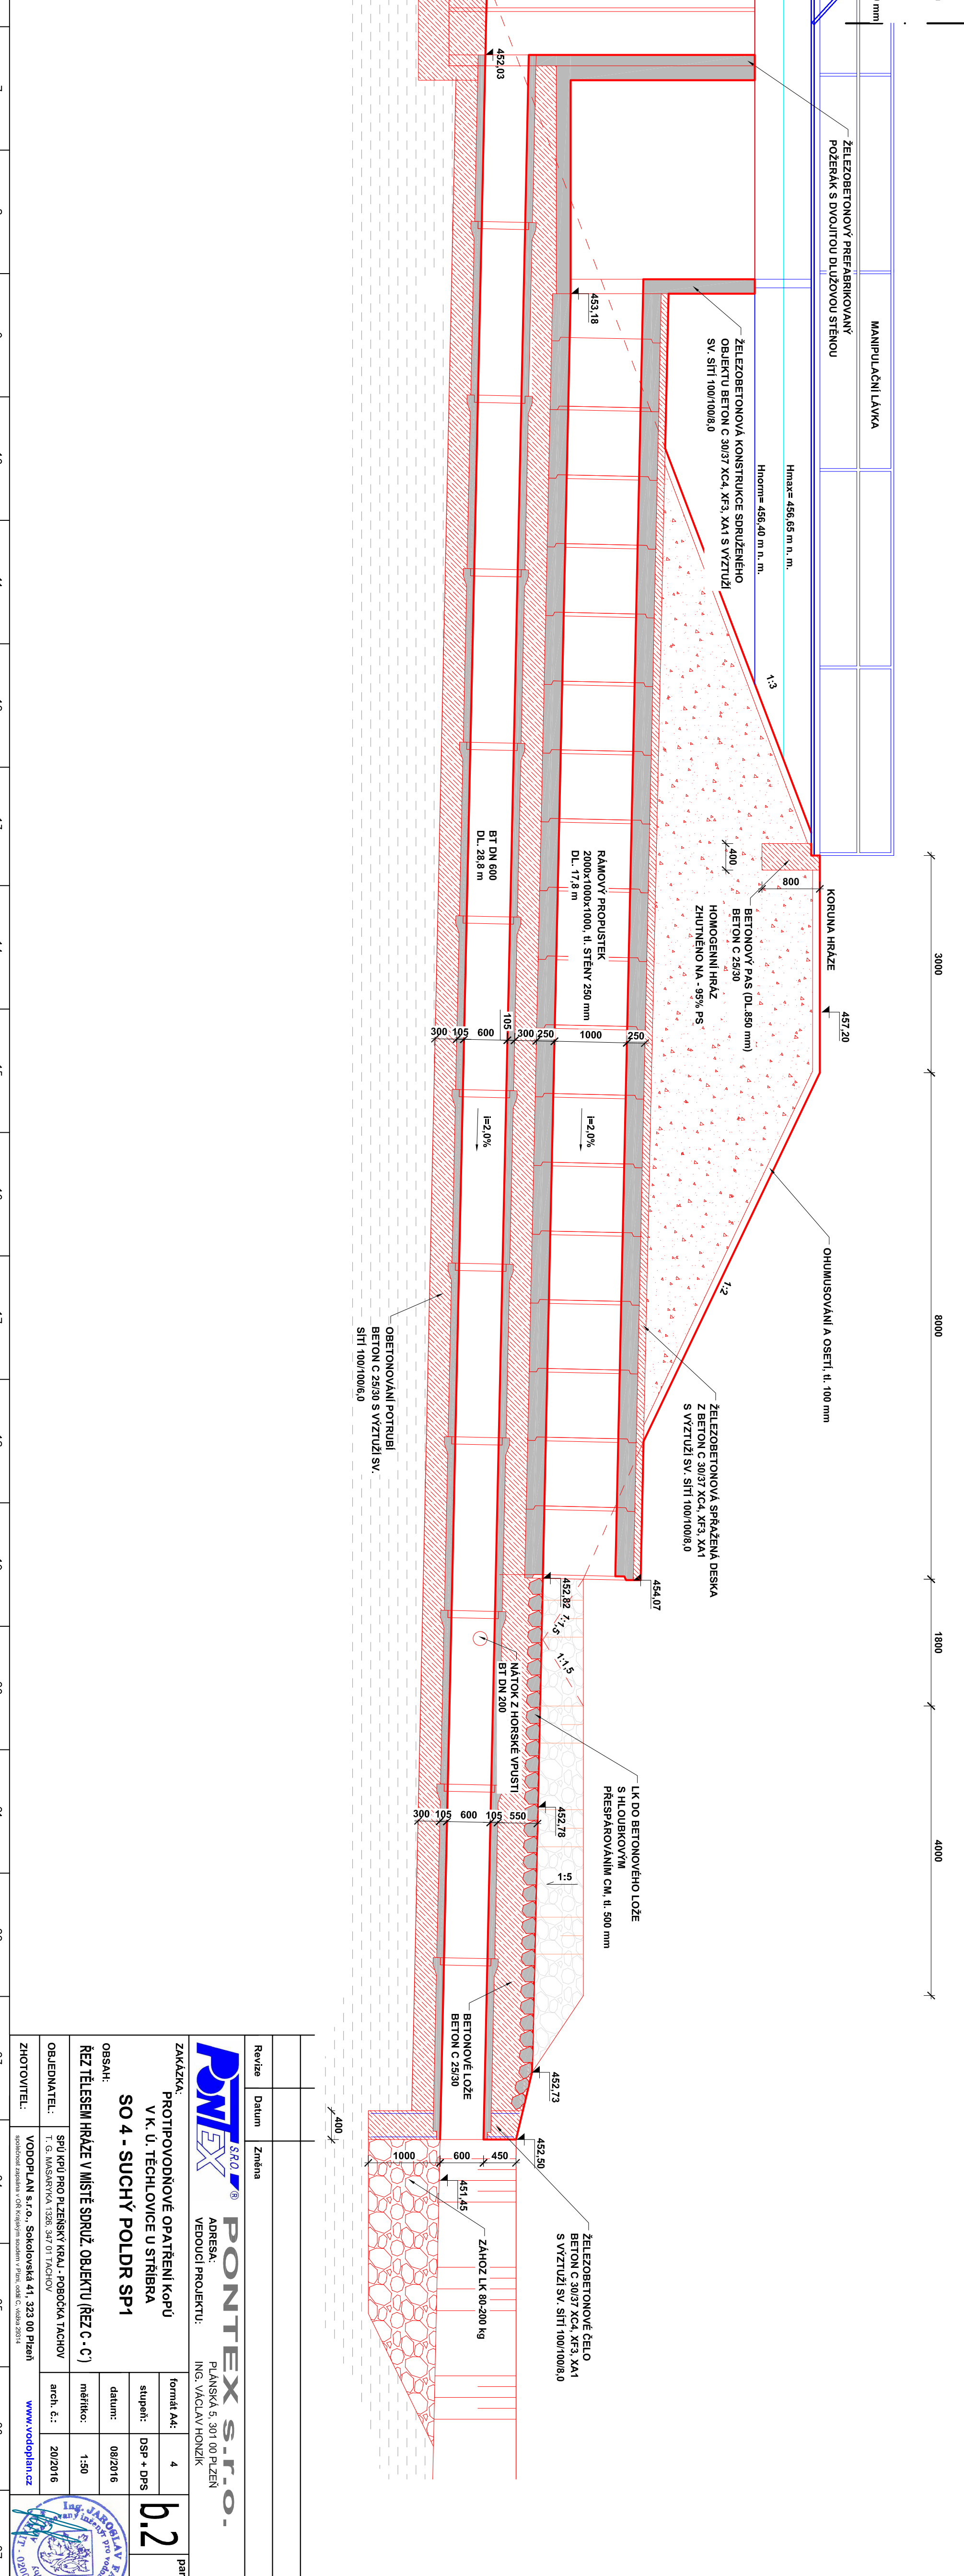 MANIPULAČNÍ LÁVKA
ŽELEZOBETONOVÝ PREFABRIKOVANÝ
POŽERÁK S DVOJITOU DLUŽOVOU STĚNOU
452,03
453,18
ŽELEZOBETONOVÁ KONSTRUKCE SDRUŽENÉHO
OBJEKTU BETON C 30/37 XC4, XF3, XA1 S VÝZTUŽÍ
SV. SÍTÍ 100/100/8,0
Hmax= 456,65 m n. m.
Hnorm= 456,40 m n. m.
1:3
3000
8000
1800
4000
KORUNA HRÁZE
457,20
800
400
BETONOVÝ PAS (DL.850 mm)
BETON C 25/30
HOMOGENNÍ HRÁZ
ZHUTNĚNO NA - 95% PS
RÁMOVÝ PROPUSTEK
2000x1000x1000, tl. STĚNY 250 mm
DL. 17,8 m
BT DN 600
DL. 28,8 m
250
1000
250
300
105
600
105
300
i=2,0%
i=2,0%
1:2
OHUMUSOVÁNÍ A OSETÍ, tl. 100 mm
ŽELEZOBETONOVÁ SPŘAŽENÁ DESKA
Z BETON C 30/37 XC4, XF3, XA1
S VÝZTUŽÍ SV. SÍTÍ 100/100/8,0
OBETONOVÁNÍ POTRUBÍ
BETON C 25/30 S VÝZTUŽÍ SV.
SÍTÍ 100/100/6,0
454,07
452,82
1:1,5
1:1,5
NÁTOK Z HORSKÉ VPUSTI
BT DN 200
LK DO BETONOVÉHO LOŽE
S HLOUBKOVÝM
PŘESPÁROVÁNÍM CM, tl. 500 mm
452,78
550
105
600
105
300
1:5
BETONOVÉ LOŽE
BETON C 25/30
452,73
452,50
451,45
450
600
1000
400
ŽELEZOBETONOVÉ ČELO
BETON C 30/37 XC4, XF3, XA1
S VÝZTUŽÍ SV. SÍTÍ 100/100/8,0
ZÁHOZ LK 80-200 kg
Revize Datum Změna
PONTEX S.R.O. ®
PONTEX s.r.o.
ADRESA: PLÁNSKÁ 5, 301 00 PLZEŇ
VEDOUCÍ PROJEKTU: ING. VÁCLAV HONZÍK
ZAKÁZKA:
PROTIPOVODŇOVÉ OPATŘENÍ KoPÚ
V K. Ú. TĚCHLOVICE U STŘÍBRA
SO 4 - SUCHÝ POLDR SP1
OBSAH:
ŘEZ TĚLESEM HRÁZE V MÍSTĚ SDRUŽ. OBJEKTU (ŘEZ C - C´)
OBJEDNATEL:
SPÚ KPÚ PRO PLZEŇSKÝ KRAJ - POBOČKA TACHOV
T. G. MASARYKA 1326, 347 01 TACHOV
ZHOTOVITEL:
VODOPLAN s.r.o., Sokolovská 41, 323 00 Plzeň
www.vodoplan.cz
formát A4: 4
stupeň: DSP + DPS
datum: 08/2016
měřítko: 1:50
arch. č.: 20/2016
b.2
Ing. JAROSLAV